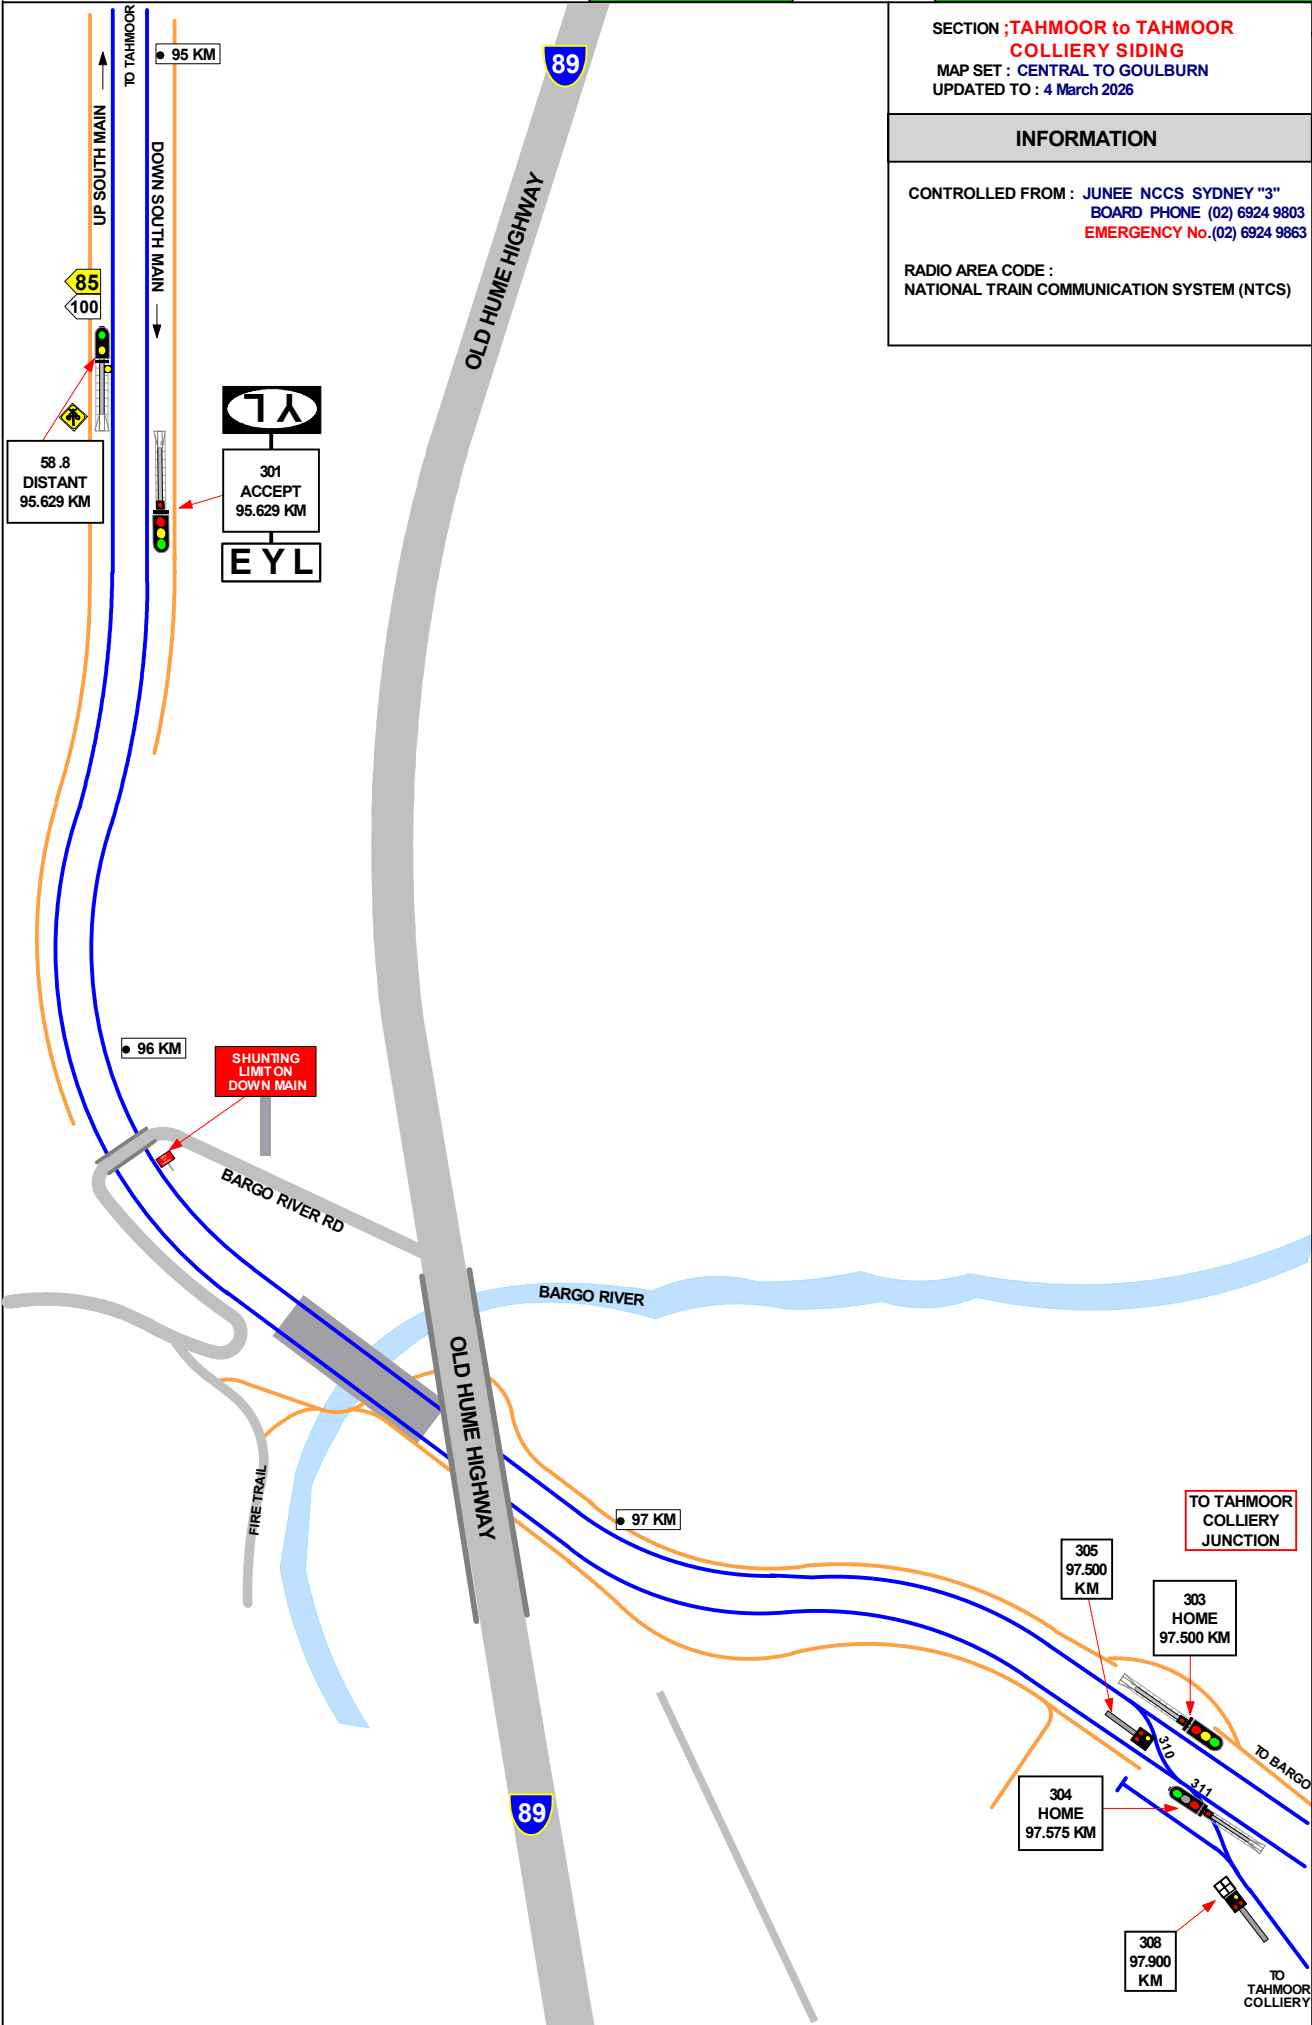 SECTION ;TAHMOOR to TAHMOOR
COLLIERY SIDING
MAP SET : CENTRAL TO GOULBURN
UPDATED TO : 4 March 2026
INFORMATION
CONTROLLED FROM : JUNEE NCCS SYDNEY "3"
BOARD PHONE (02) 6924 9803
EMERGENCY No.(02) 6924 9863
RADIO AREA CODE :
NATIONAL TRAIN COMMUNICATION SYSTEM (NTCS)
TO TAHMOOR
95 KM
89
UP SOUTH MAIN
DOWN SOUTH MAIN
OLD HUME HIGHWAY
85
100
YL
58.8
DISTANT
95.629 KM
301
ACCEPT
95.629 KM
EYL
96 KM
SHUNTING
LIMIT ON
DOWN MAIN
BARGO RIVER RD
BARGO RIVER
OLD HUME HIGHWAY
FIRE TRAIL
97 KM
TO TAHMOOR
COLLIERY
JUNCTION
305
97.500
KM
303
HOME
97.500 KM
310
TO BARGO
311
304
HOME
97.575 KM
89
308
97.900
KM
TO
TAHMOOR
COLLIERY